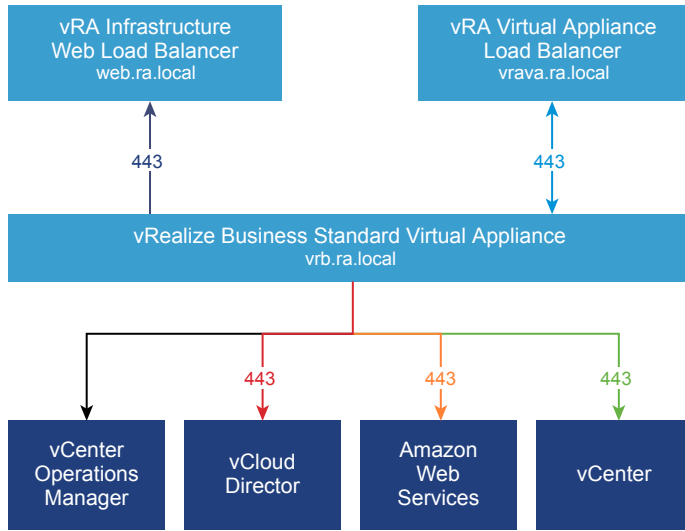 vRA Infrastructure
Web Load Balancer
web.ra.local
vRA Virtual Appliance
Load Balancer
vrava.ra.local
443
443
vRealize Business Standard Virtual Appliance
vrb.ra.local
443
443
443
vCenter
Operations
Manager
vCloud
Director
Amazon
Web
Services
vCenter